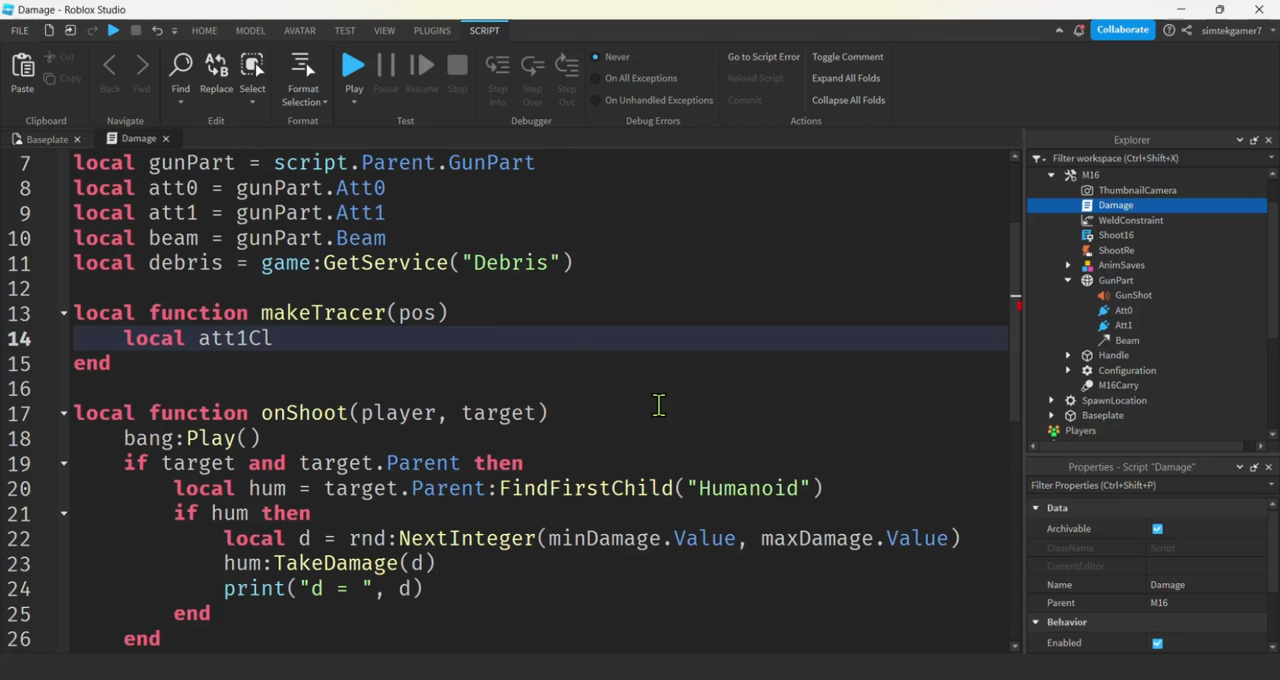 Damage - Roblox Studio
FILE HOME MODEL AVATAR TEST VIEW PLUGINS SCRIPT Collaborate simtekgamer7
Paste Cut Copy
Clipboard
Back Fwd
Navigate
Find Replace Select
Edit
Format Selection
Format
Play Pause Resume Stop
Test
Step Into Step Over Step Out
Debugger
Never
On All Exceptions
On Unhandled Exceptions
Debug Errors
Go to Script Error Toggle Comment
Reload Script Expand All Folds
Commit Collapse All Folds
Actions
Baseplate Damage
7 local gunPart = script.Parent.GunPart
8 local att0 = gunPart.Att0
9 local att1 = gunPart.Att1
10 local beam = gunPart.Beam
11 local debris = game:GetService("Debris")
12
13 local function makeTracer(pos)
14 local att1Cl
15 end
16
17 local function onShoot(player, target)
18 bang:Play()
19 if target and target.Parent then
20 local hum = target.Parent:FindFirstChild("Humanoid")
21 if hum then
22 local d = rnd:NextInteger(minDamage.Value, maxDamage.Value)
23 hum:TakeDamage(d)
24 print("d = ", d)
25 end
26 end
Explorer
Filter workspace (Ctrl+Shift+X)
M16
ThumbnailCamera
Damage
WeldConstraint
Shoot16
ShootRe
AnimSaves
GunPart
GunShot
Att0
Att1
Beam
Handle
Configuration
M16Carry
SpawnLocation
Baseplate
Players
Properties - Script "Damage"
Filter Properties (Ctrl+Shift+P)
Data
Archivable
ClassName Script
CurrentEditor
Name Damage
Parent M16
Behavior
Enabled